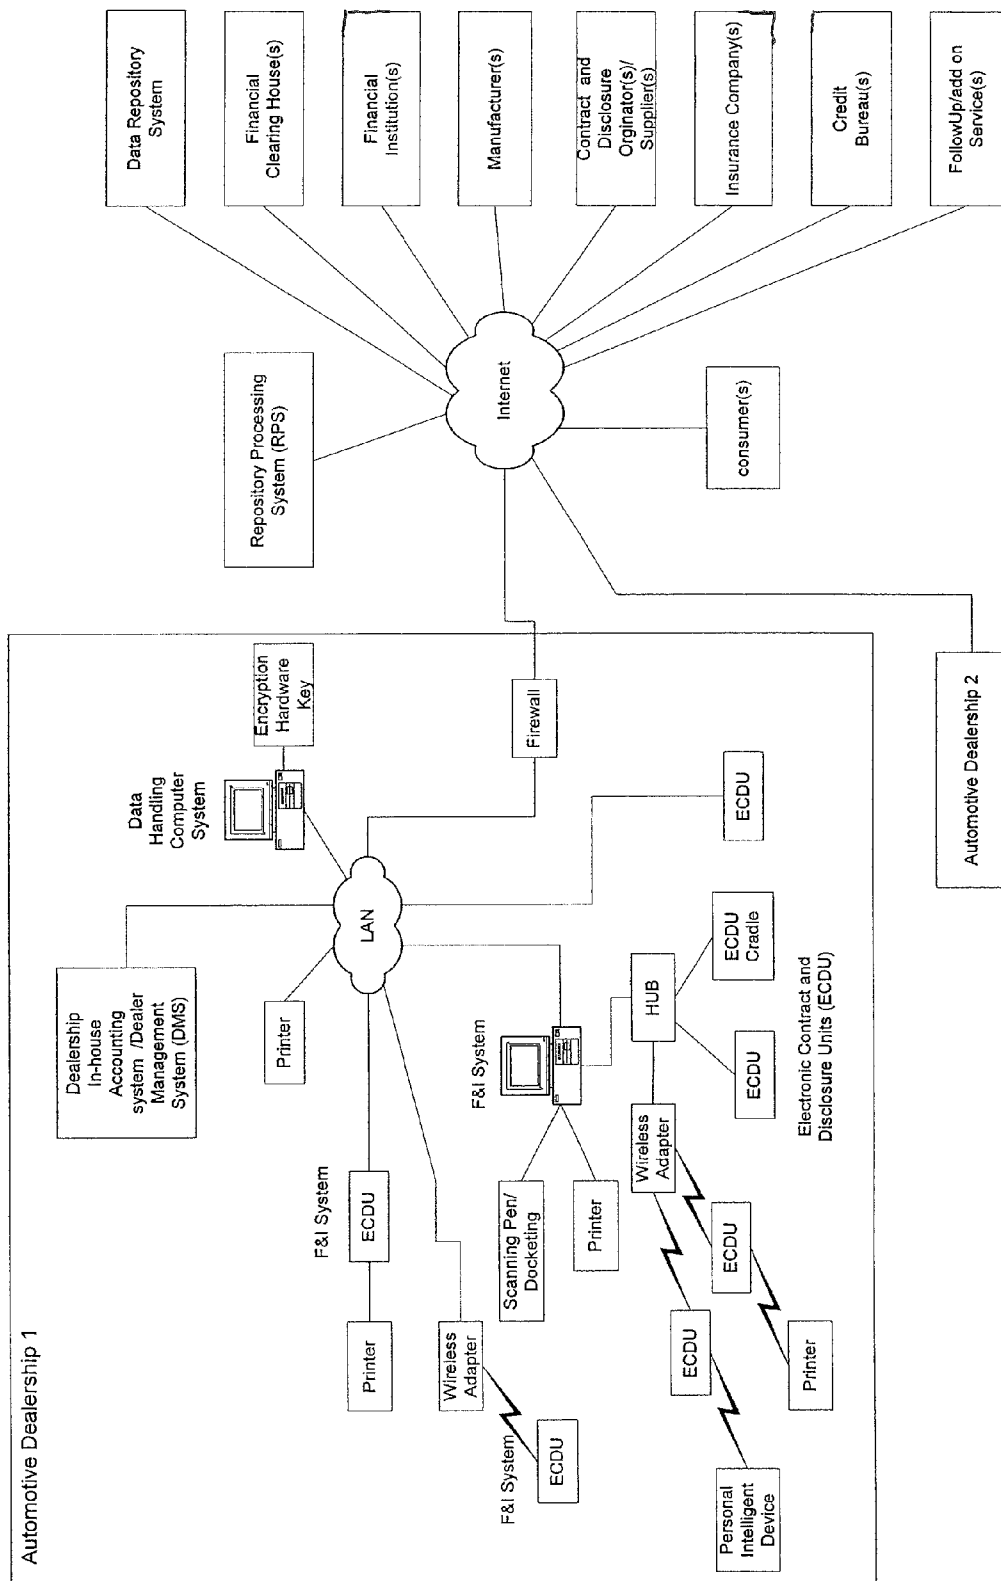 Automotive Dealership 1
Dealership
In-house
Accounting
system /Dealer
Management
System (DMS)
Data
Handling
Computer
System
Encryption
Hardware
Key
Printer
LAN
F&I System
ECDU
Printer
Wireless
Adapter
F&I System
ECDU
Firewall
F&I System
Scanning Pen/
Docketing
Printer
HUB
ECDU
ECDU
Cradle
ECDU
Electronic Contract and
Disclosure Units (ECDU)
Wireless
Adapter
ECDU
ECDU
Printer
Personal
Intelligent
Device
Automotive Dealership 2
Repository Processing
System (RPS)
Internet
consumer(s)
Data Repository
System
Financial
Clearing House(s)
Financial
Institution(s)
Manufacturer(s)
Contract and
Disclosure
Orginator(s)/
Supplier(s)
Insurance Company(s)
Credit
Bureau(s)
FollowUp/add on
Service(s)